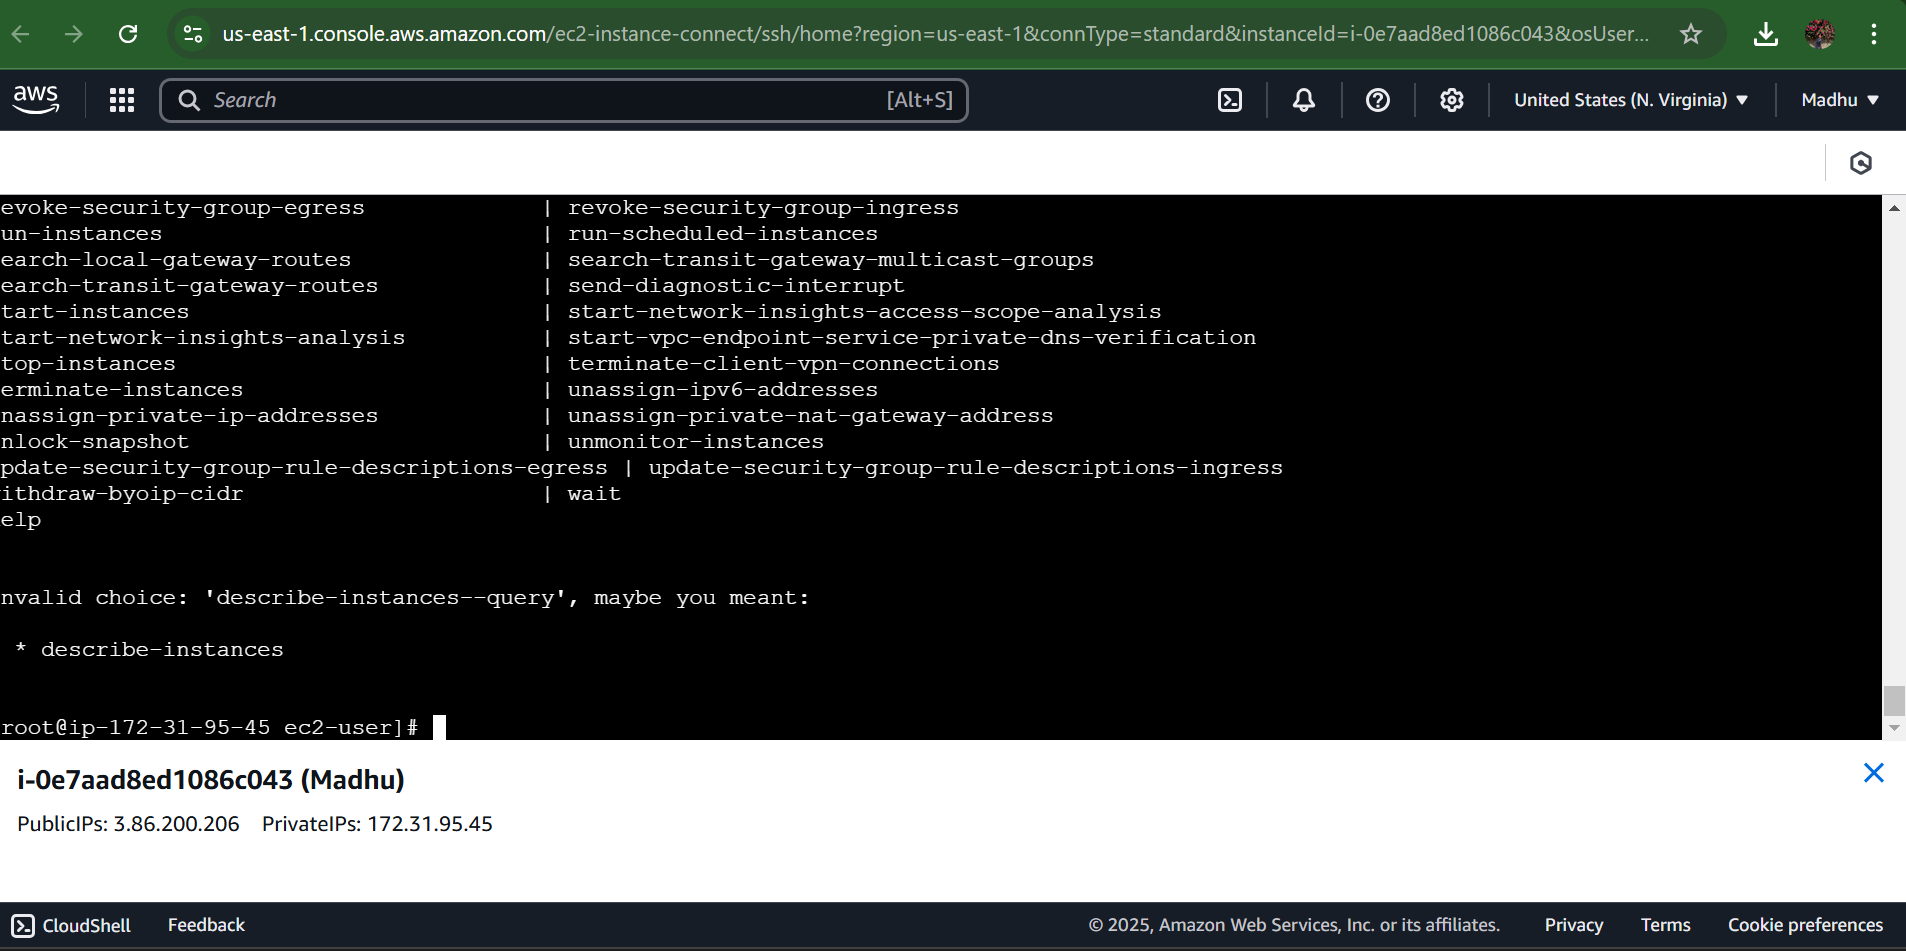 us-east-1.console.aws.amazon.com/ec2-instance-connect/ssh/home?region=us-east-1&connType=standard&instanceId=i-0e7aad8ed1086c043&osUser...
aws Search [Alt+S] United States (N. Virginia) Madhu
evoke-security-group-egress | revoke-security-group-ingress
un-instances | run-scheduled-instances
earch-local-gateway-routes | search-transit-gateway-multicast-groups
earch-transit-gateway-routes | send-diagnostic-interrupt
tart-instances | start-network-insights-access-scope-analysis
tart-network-insights-analysis | start-vpc-endpoint-service-private-dns-verification
top-instances | terminate-client-vpn-connections
erminate-instances | unassign-ipv6-addresses
nassign-private-ip-addresses | unassign-private-nat-gateway-address
nlock-snapshot | unmonitor-instances
pdate-security-group-rule-descriptions-egress | update-security-group-rule-descriptions-ingress
ithdraw-byoip-cidr | wait
elp
nvalid choice: 'describe-instances--query', maybe you meant:
* describe-instances
root@ip-172-31-95-45 ec2-user]#
i-0e7aad8ed1086c043 (Madhu)
PublicIPs: 3.86.200.206 PrivateIPs: 172.31.95.45
CloudShell Feedback © 2025, Amazon Web Services, Inc. or its affiliates. Privacy Terms Cookie preferences